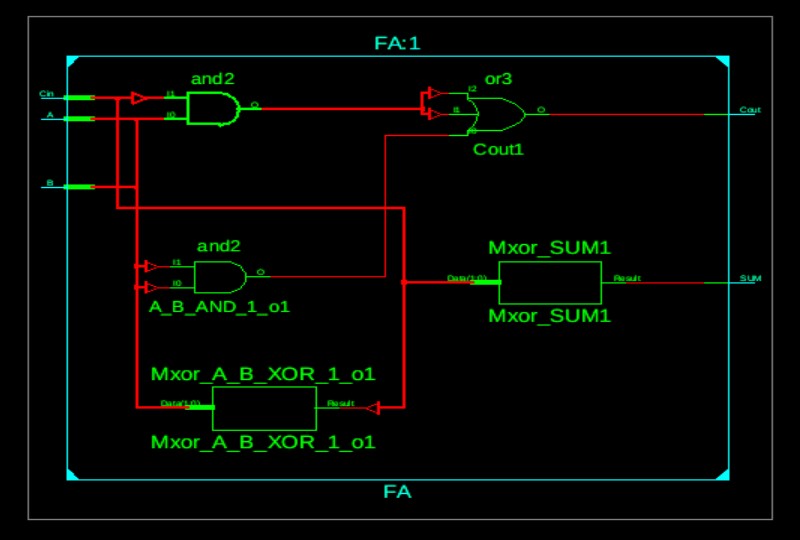 FA:1
and2
or3
Cin
I1
I2
A
I0
O
I1
O
Cout
Cout1
B
and2
I1
O
I0
A_B_AND_1_o1
Mxor_SUM1
Data(1:0)
Result
SUM
Mxor_SUM1
Mxor_A_B_XOR_1_o1
Data(1:0)
Result
Mxor_A_B_XOR_1_o1
FA